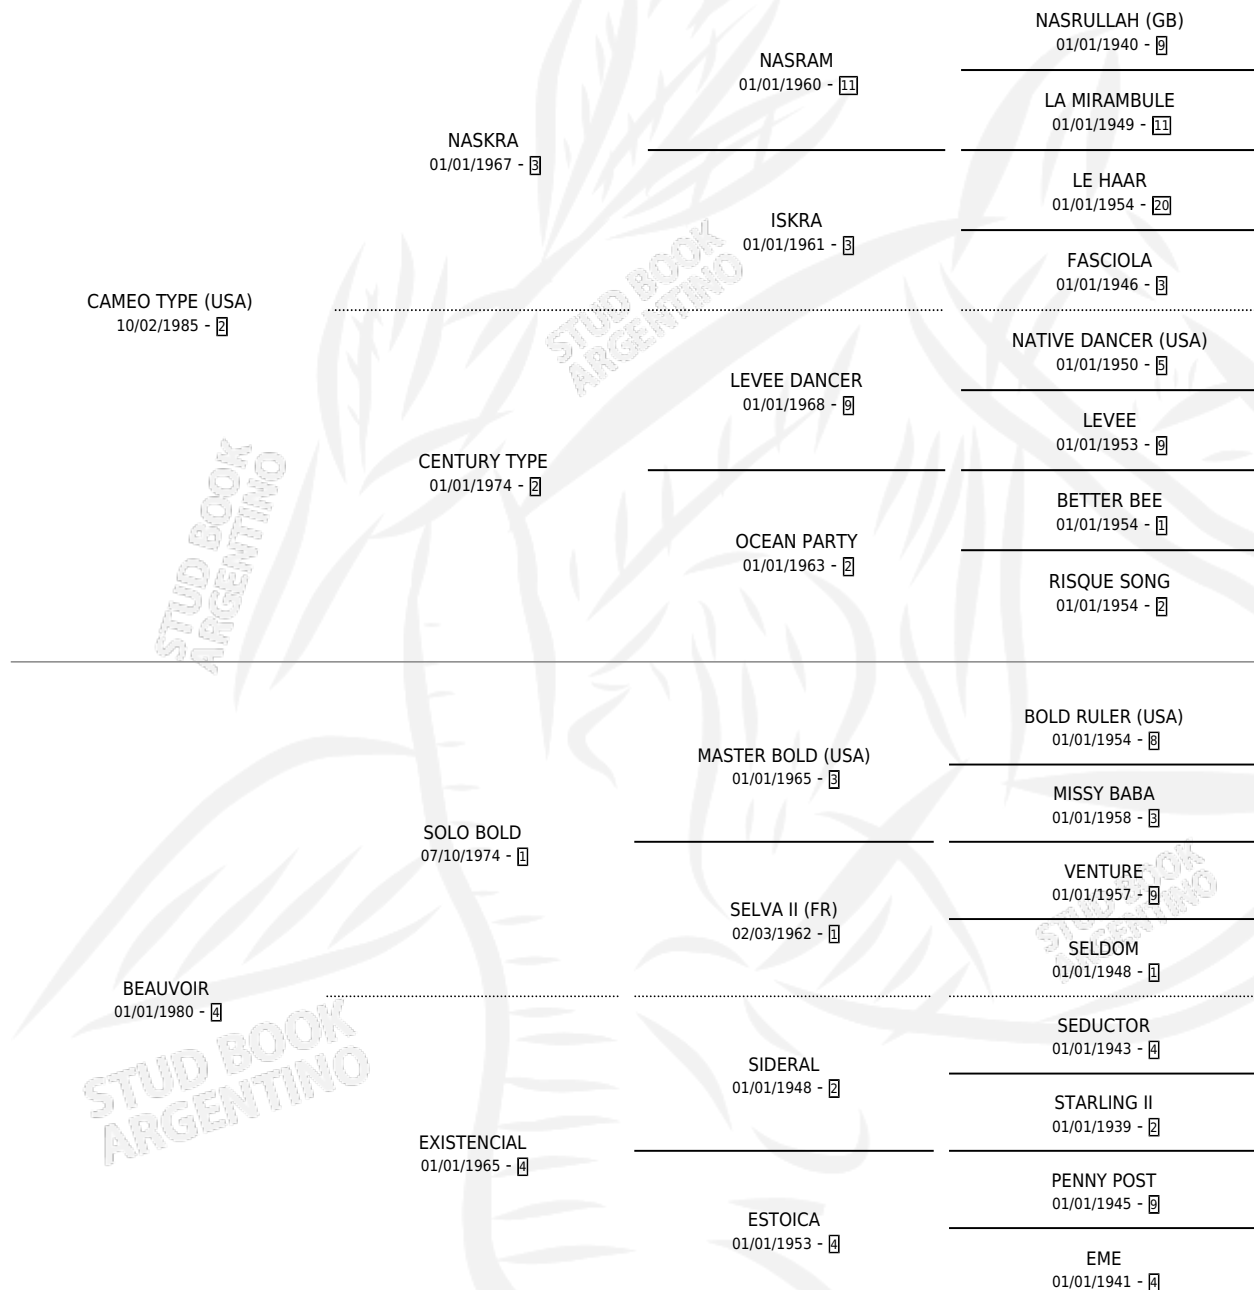 NASRULLAH (GB)
01/01/1940 - 9
NASRAM
01/01/1960 - 11
LA MIRAMBULE
01/01/1949 - 11
NASKRA
01/01/1967 - 3
LE HAAR
01/01/1954 - 20
ISKRA
01/01/1961 - 3
FASCIOLA
01/01/1946 - 3
CAMEO TYPE (USA)
10/02/1985 - 2
STUD BOOK
ARGENTINO
NATIVE DANCER (USA)
01/01/1950 - 5
LEVEE DANCER
01/01/1968 - 9
LEVEE
01/01/1953 - 9
CENTURY TYPE
01/01/1974 - 2
BETTER BEE
01/01/1954 - 1
OCEAN PARTY
01/01/1963 - 2
RISQUE SONG
01/01/1954 - 2
STUD BOOK
ARGENTINO
BOLD RULER (USA)
01/01/1954 - 8
MASTER BOLD (USA)
01/01/1965 - 3
MISSY BABA
01/01/1958 - 3
SOLO BOLD
07/10/1974 - 1
VENTURE
01/01/1957 - 9
SELVA II (FR)
02/03/1962 - 1
STUD BOOK
ARGENTINO
SELDOM
01/01/1948 - 1
BEAUVOIR
01/01/1980 - 4
STUD BOOK
ARGENTINO
SEDUCTOR
01/01/1943 - 4
SIDERAL
01/01/1948 - 2
STARLING II
01/01/1939 - 2
EXISTENCIAL
01/01/1965 - 4
PENNY POST
01/01/1945 - 9
ESTOICA
01/01/1953 - 4
EME
01/01/1941 - 4